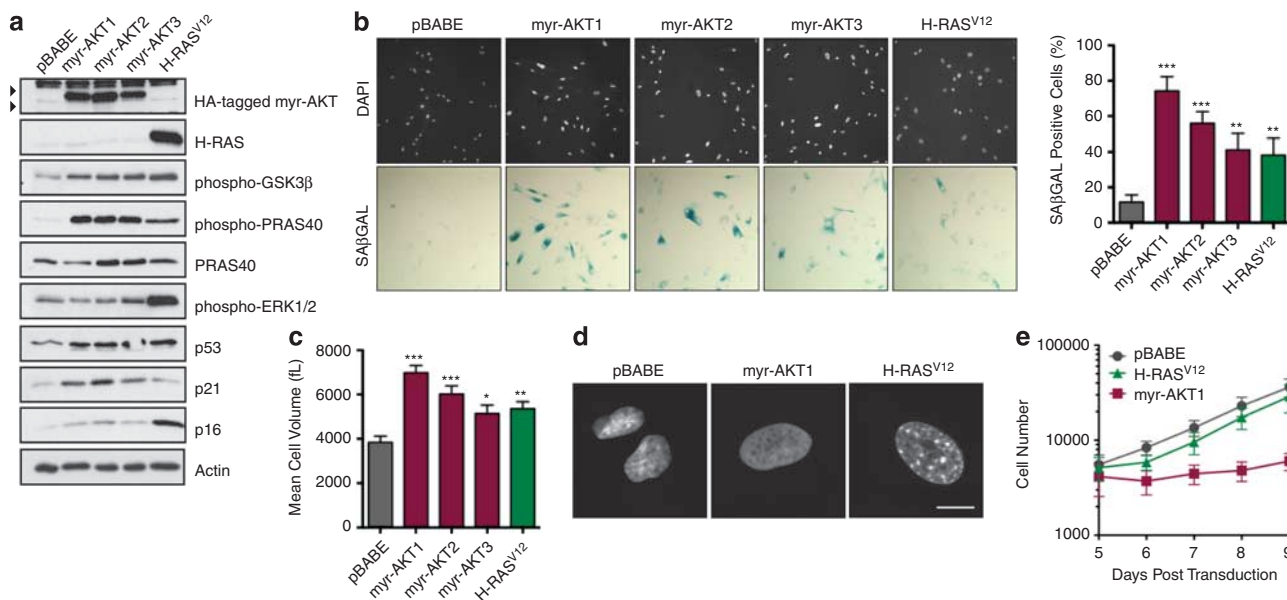 a
pBABE
myr-AKT1
myr-AKT2
myr-AKT3
H-RASV12
HA-tagged myr-AKT
H-RAS
phospho-GSK3β
phospho-PRAS40
PRAS40
phospho-ERK1/2
p53
p21
p16
Actin
b
pBABE myr-AKT1 myr-AKT2 myr-AKT3 H-RASV12
DAPI
SAβGAL
SAβGAL Positive Cells (%)
100
80
60
40
20
0
*** *** ** **
pBABE
myr-AKT1
myr-AKT2
myr-AKT3
H-RASV12
c
Mean Cell Volume (fL)
8000
6000
4000
2000
0
*** *** * **
pBABE
myr-AKT1
myr-AKT2
myr-AKT3
H-RASV12
d
pBABE myr-AKT1 H-RASV12
e
Cell Number
100000
10000
1000
pBABE
H-RASV12
myr-AKT1
5 6 7 8 9
Days Post Transduction